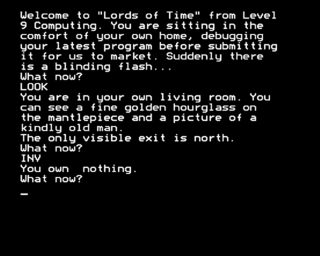 Welcome to "Lords of Time" from Level
9 Computing. You are sitting in the
comfort of your own home, debugging
your latest program before submitting
it for us to market. Suddenly there
is a blinding flash...
What now?
LOOK
You are in your own living room. You
can see a fine golden hourglass on
the mantlepiece and a picture of a
kindly old man.
The only visible exit is north.
What now?
INV
You own  nothing.
What now?
_